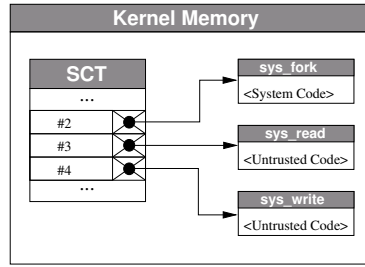 Kernel Memory
SCT
...
#2
#3
#4
...
sys_fork
<System Code>
sys_read
<Untrusted Code>
sys_write
<Untrusted Code>